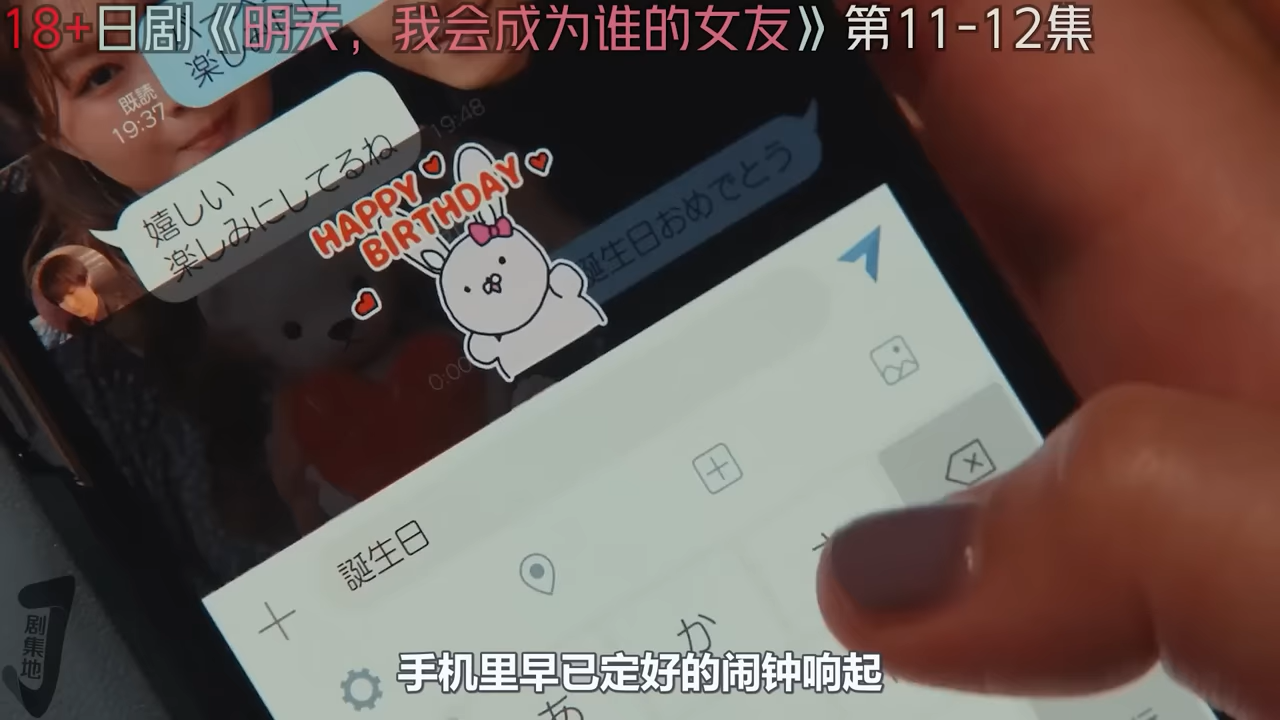 18+日剧《明天，我会成为谁的女友》第11-12集
楽し
既読
19:37
19:48
嬉しい
楽しみにしてるね
HAPPY
BIRTHDAY
誕生日おめでとう
0:00
誕生日
か
あ
剧集地
手机里早已定好的闹钟响起